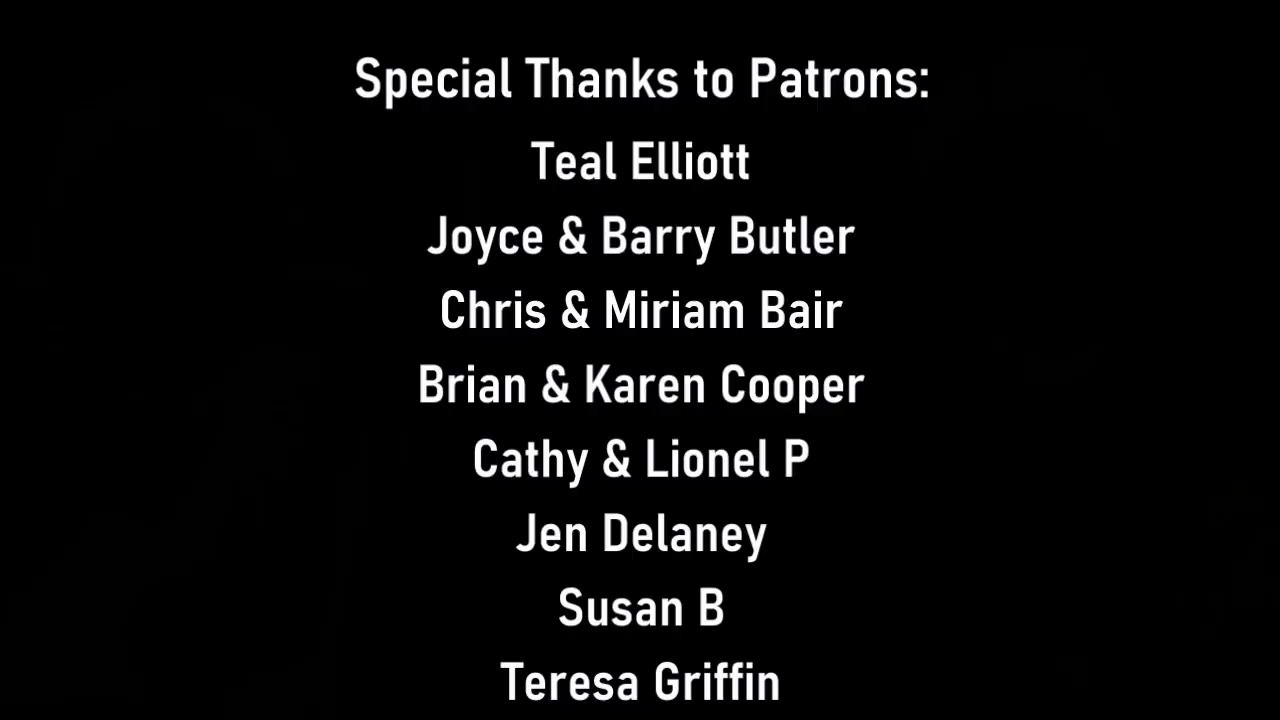 Special Thanks to Patrons:
Teal Elliott
Joyce & Barry Butler
Chris & Miriam Bair
Brian & Karen Cooper
Cathy & Lionel P
Jen Delaney
Susan B
Teresa Griffin